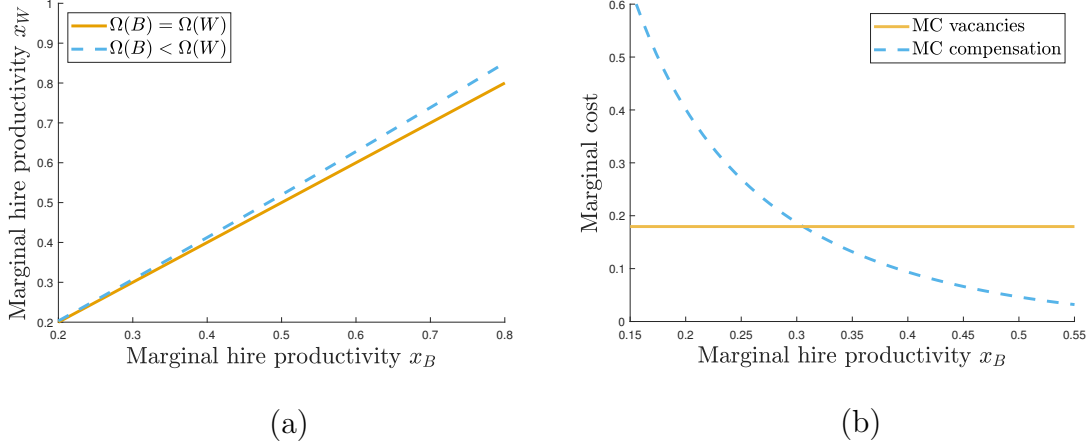 Marginal hire productivity x_W
1
0.9
0.8
0.7
0.6
0.5
0.4
0.3
0.2
Ω(B) = Ω(W)
Ω(B) < Ω(W)
0.2 0.3 0.4 0.5 0.6 0.7 0.8
Marginal hire productivity x_B
(a)
Marginal cost
0.6
0.5
0.4
0.3
0.2
0.1
0
MC vacancies
MC compensation
0.15 0.2 0.25 0.3 0.35 0.4 0.45 0.5 0.55
Marginal hire productivity x_B
(b)